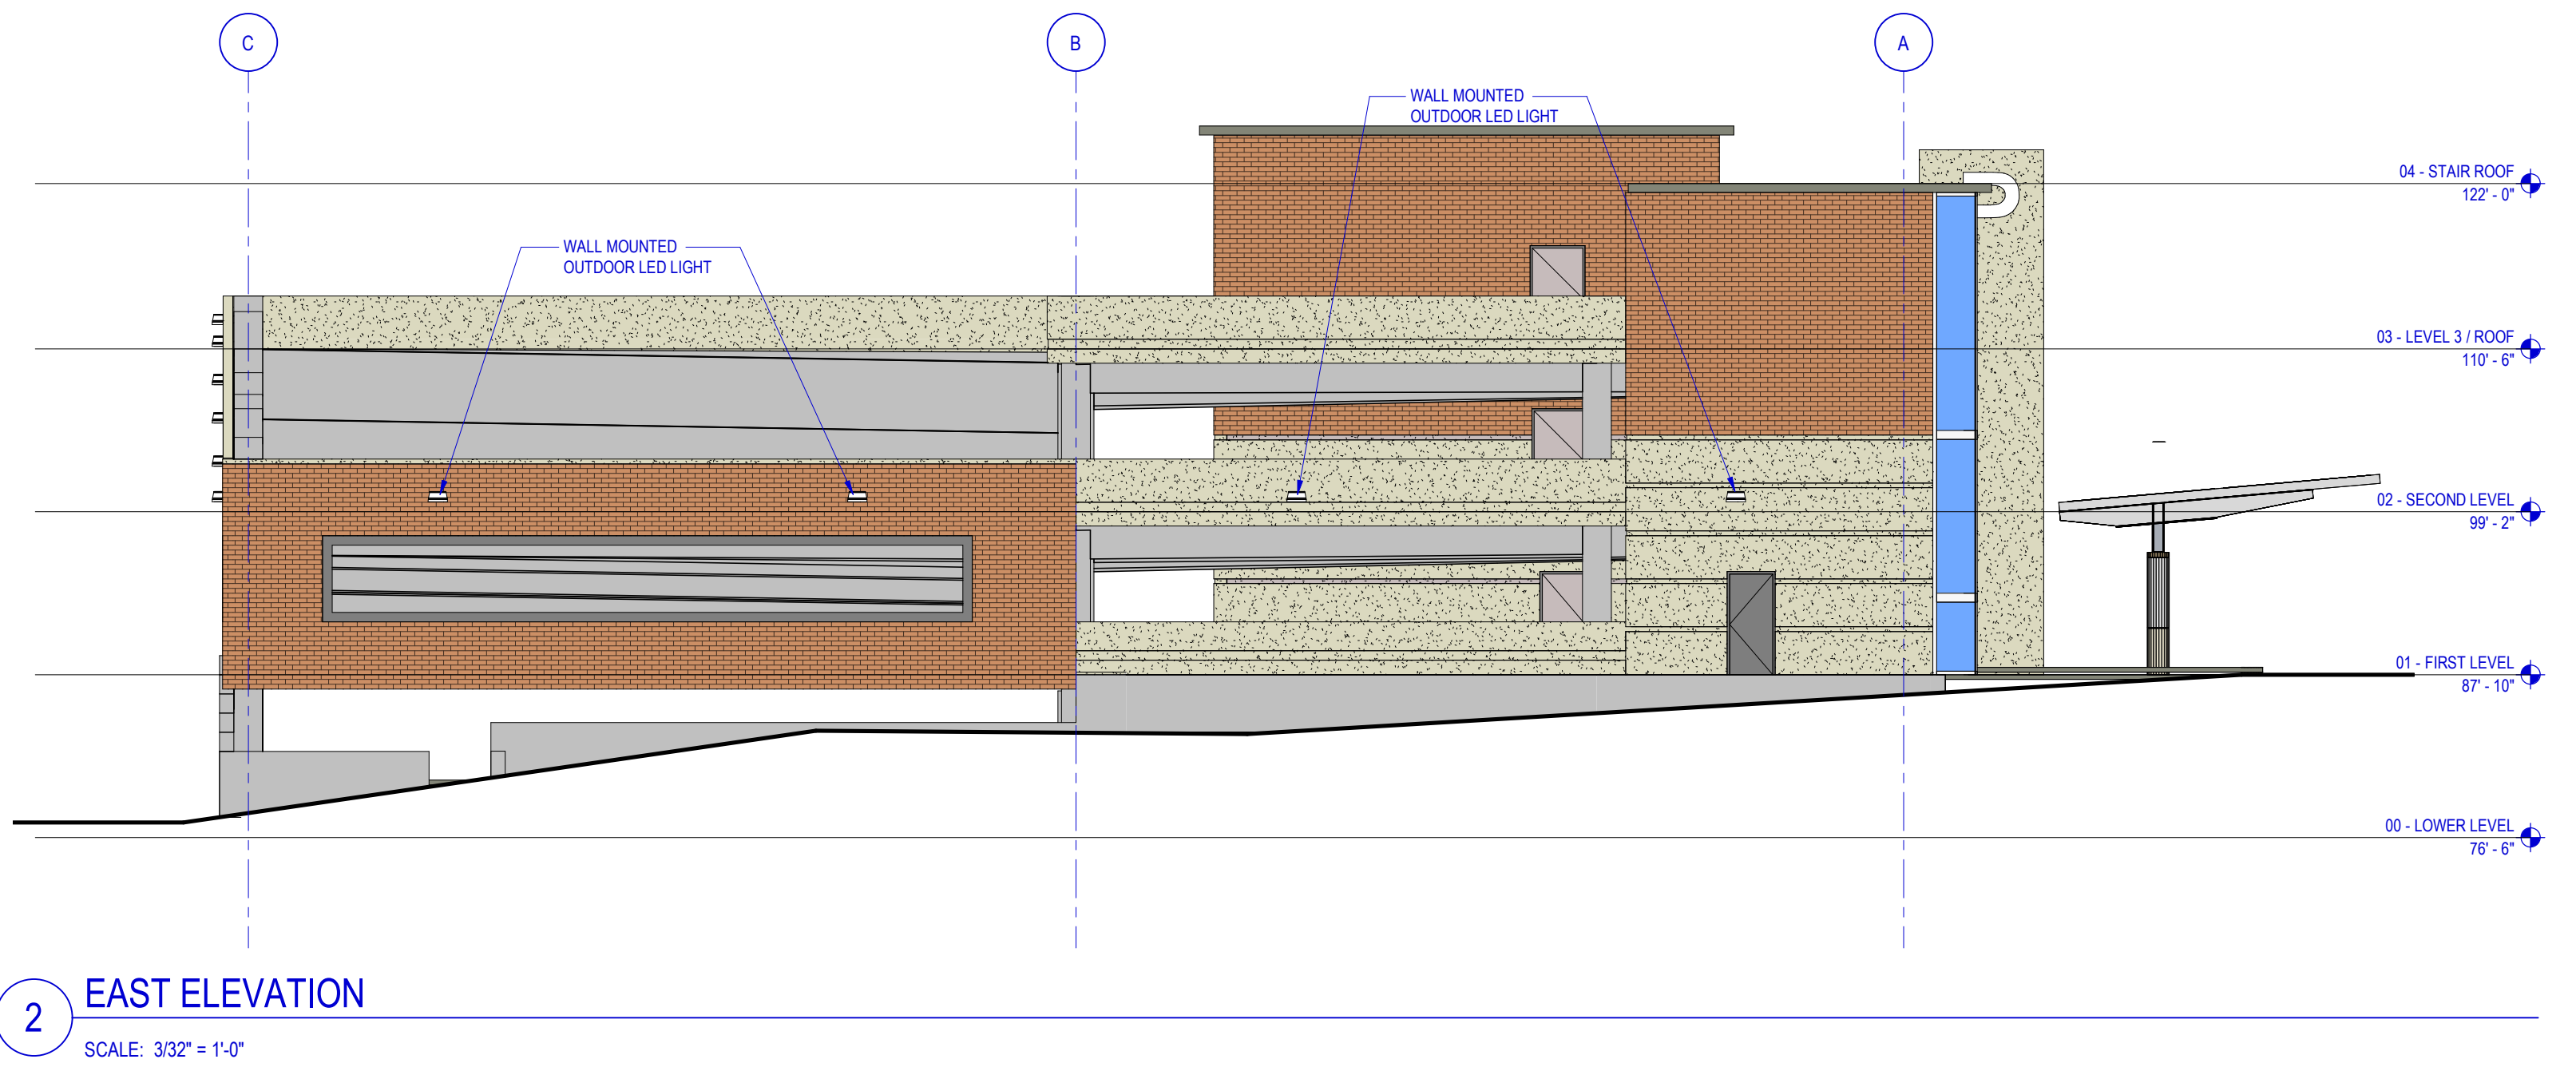 C
B
A
WALL MOUNTED
OUTDOOR LED LIGHT
WALL MOUNTED
OUTDOOR LED LIGHT
P
04 - STAIR ROOF
122' - 0"
03 - LEVEL 3 / ROOF
110' - 6"
02 - SECOND LEVEL
99' - 2"
01 - FIRST LEVEL
87' - 10"
00 - LOWER LEVEL
76' - 6"
2
EAST ELEVATION
SCALE: 3/32" = 1'-0"